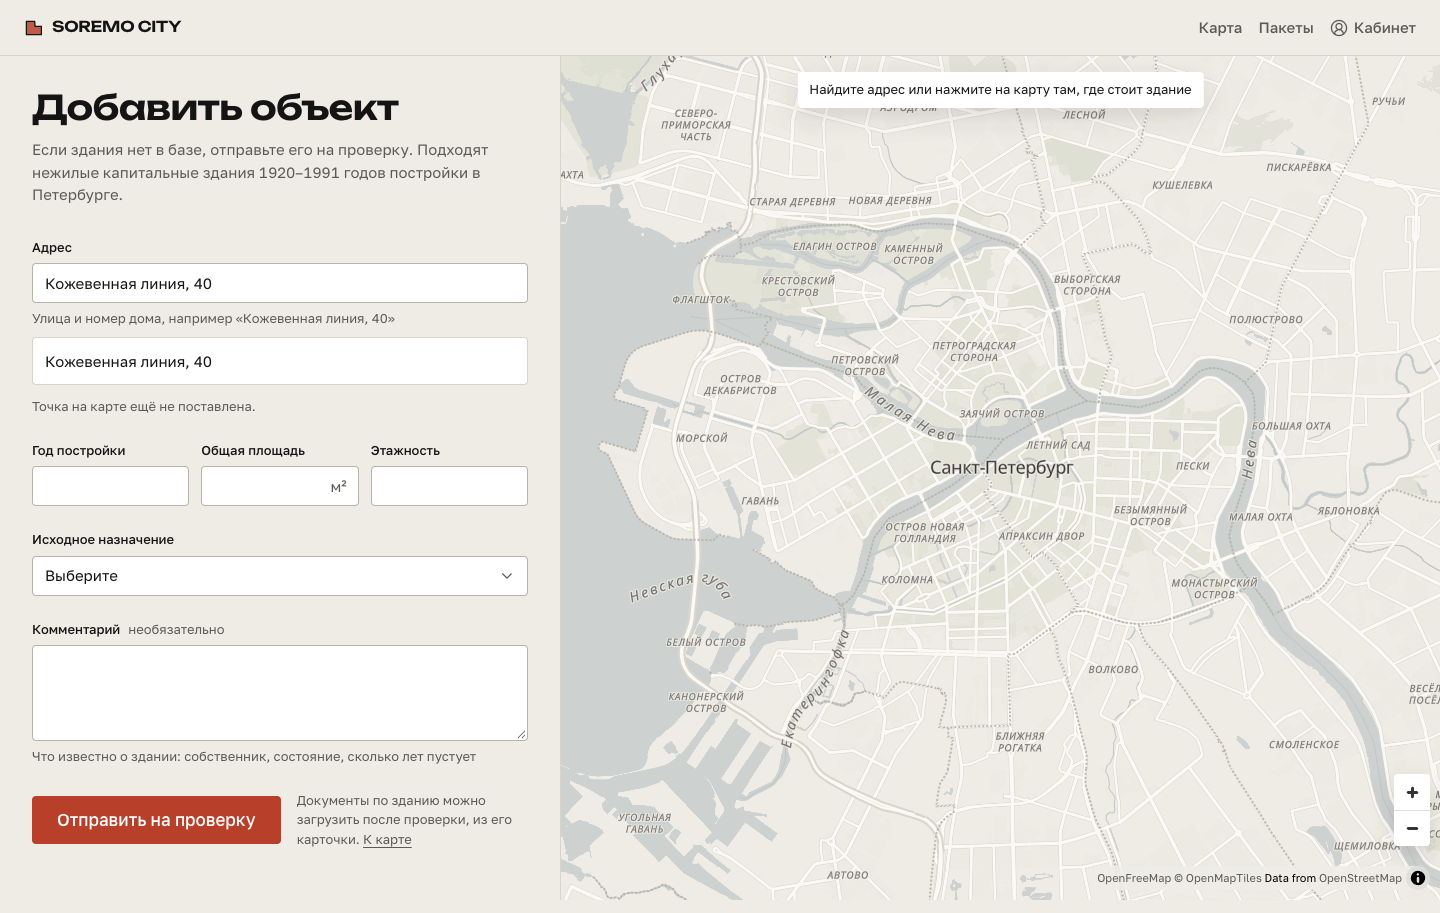 SOREMO CITY
Карта Пакеты Кабинет
Добавить объект
Если здания нет в базе, отправьте его на проверку. Подходят
нежилые капитальные здания 1920–1991 годов постройки в
Петербурге.
Адрес
Кожевенная линия, 40
Улица и номер дома, например «Кожевенная линия, 40»
Кожевенная линия, 40
Точка на карте ещё не поставлена.
Год постройки Общая площадь Этажность
м²
Исходное назначение
Выберите
Комментарий необязательно
Что известно о здании: собственник, состояние, сколько лет пустует
Отправить на проверку
Документы по зданию можно
загрузить после проверки, из его
карточки. К карте
Найдите адрес или нажмите на карту там, где стоит здание
СЕВЕРО-
ПРИМОРСКАЯ
ЧАСТЬ
ЛЕСНОЙ
РУЧЬИ
ПИСКАРЁВКА
КУШЕЛЕВКА
АХТА
СТАРАЯ ДЕРЕВНЯ
НОВАЯ ДЕРЕВНЯ
ЕЛАГИН ОСТРОВ
КАМЕННЫЙ
ОСТРОВ
КРЕСТОВСКИЙ
ОСТРОВ
ВЫБОРГСКАЯ
СТОРОНА
ФЛАГШТОК
ПОЛЮСТРОВО
ПЕТРОГРАДСКАЯ
СТОРОНА
ПЕТРОВСКИЙ
ОСТРОВ
ОСТРОВ
ДЕКАБРИСТОВ
Малая Нева
ЗАЯЧИЙ ОСТРОВ
БОЛЬШАЯ ОХТА
МОРСКОЙ
ЛЕТНИЙ САД
Нева
Санкт-Петербург
ПЕСКИ
ГАВАНЬ
БЕЗЫМЯННЫЙ
ОСТРОВ
МАЛАЯ ОХТА
ЯБЛОНОВКА
ОСТРОВ НОВАЯ
ГОЛЛАНДИЯ
АПРАКСИН ДВОР
КОЛОМНА
Невская губа
МОНАСТЫРСКИЙ
ОСТРОВ
БЕЛЫЙ ОСТРОВ
Екатерингофка
ВОЛКОВО
КАНОНЕРСКИЙ
ОСТРОВ
БЛИЖНЯЯ
РОГАТКА
СМОЛЕНСКОЕ
УГОЛЬНАЯ
ГАВАНЬ
ЩЕМИЛОВКА
АВТОВО
OpenFreeMap © OpenMapTiles Data from OpenStreetMap